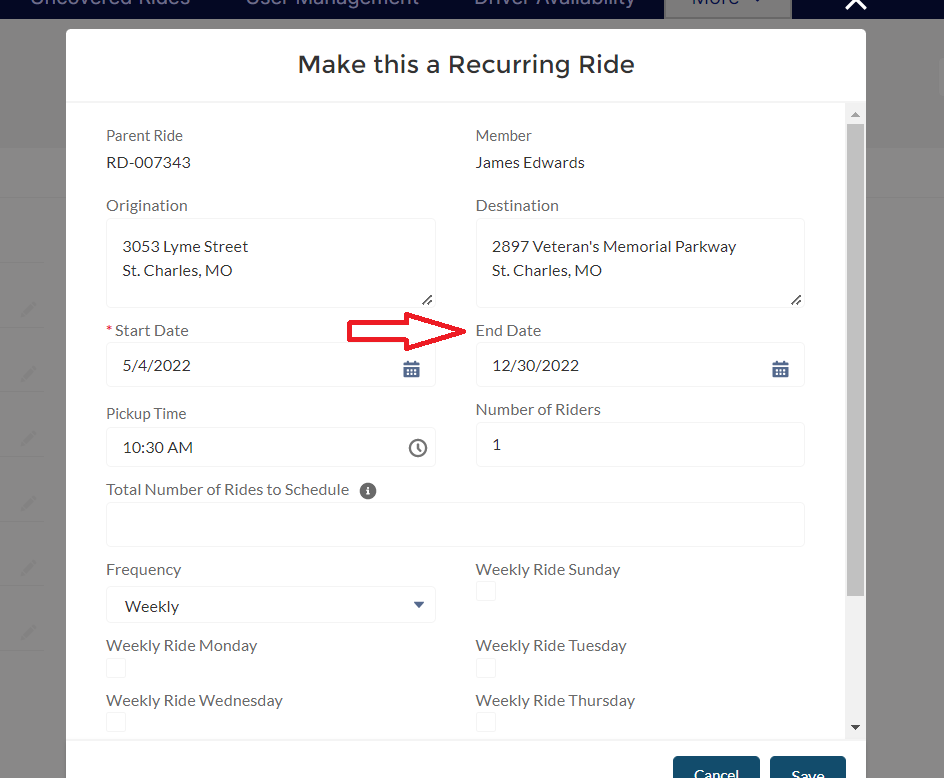 Uncovered Rides User Management Driver Availability More
Make this a Recurring Ride
Parent Ride Member
RD-007343 James Edwards
Origination Destination
3053 Lyme Street 2897 Veteran's Memorial Parkway
St. Charles, MO St. Charles, MO
* Start Date End Date
5/4/2022 12/30/2022
Pickup Time Number of Riders
10:30 AM 1
Total Number of Rides to Schedule
Frequency Weekly Ride Sunday
Weekly
Weekly Ride Monday Weekly Ride Tuesday
Weekly Ride Wednesday Weekly Ride Thursday
Cancel Save